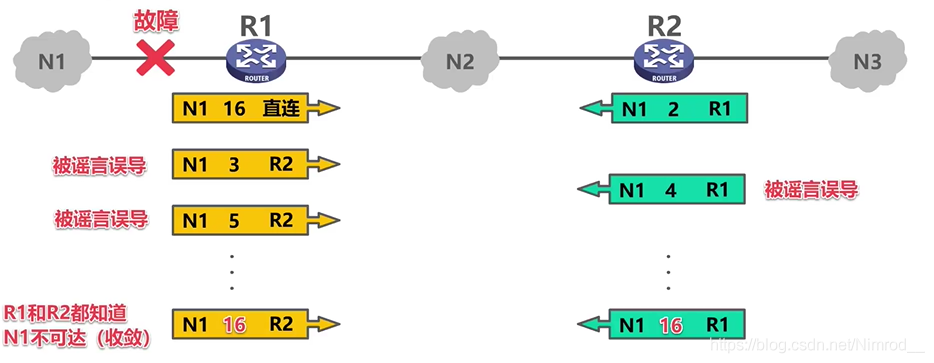 故障
R1
R2
N1
N2
N3
ROUTER
ROUTER
N1 16 直连
N1 2 R1
被谣言误导
N1 3 R2
N1 4 R1
被谣言误导
被谣言误导
N1 5 R2
R1和R2都知道
N1不可达（收敛）
N1 16 R2
N1 16 R1
https://blog.csdn.net/Nimrod__